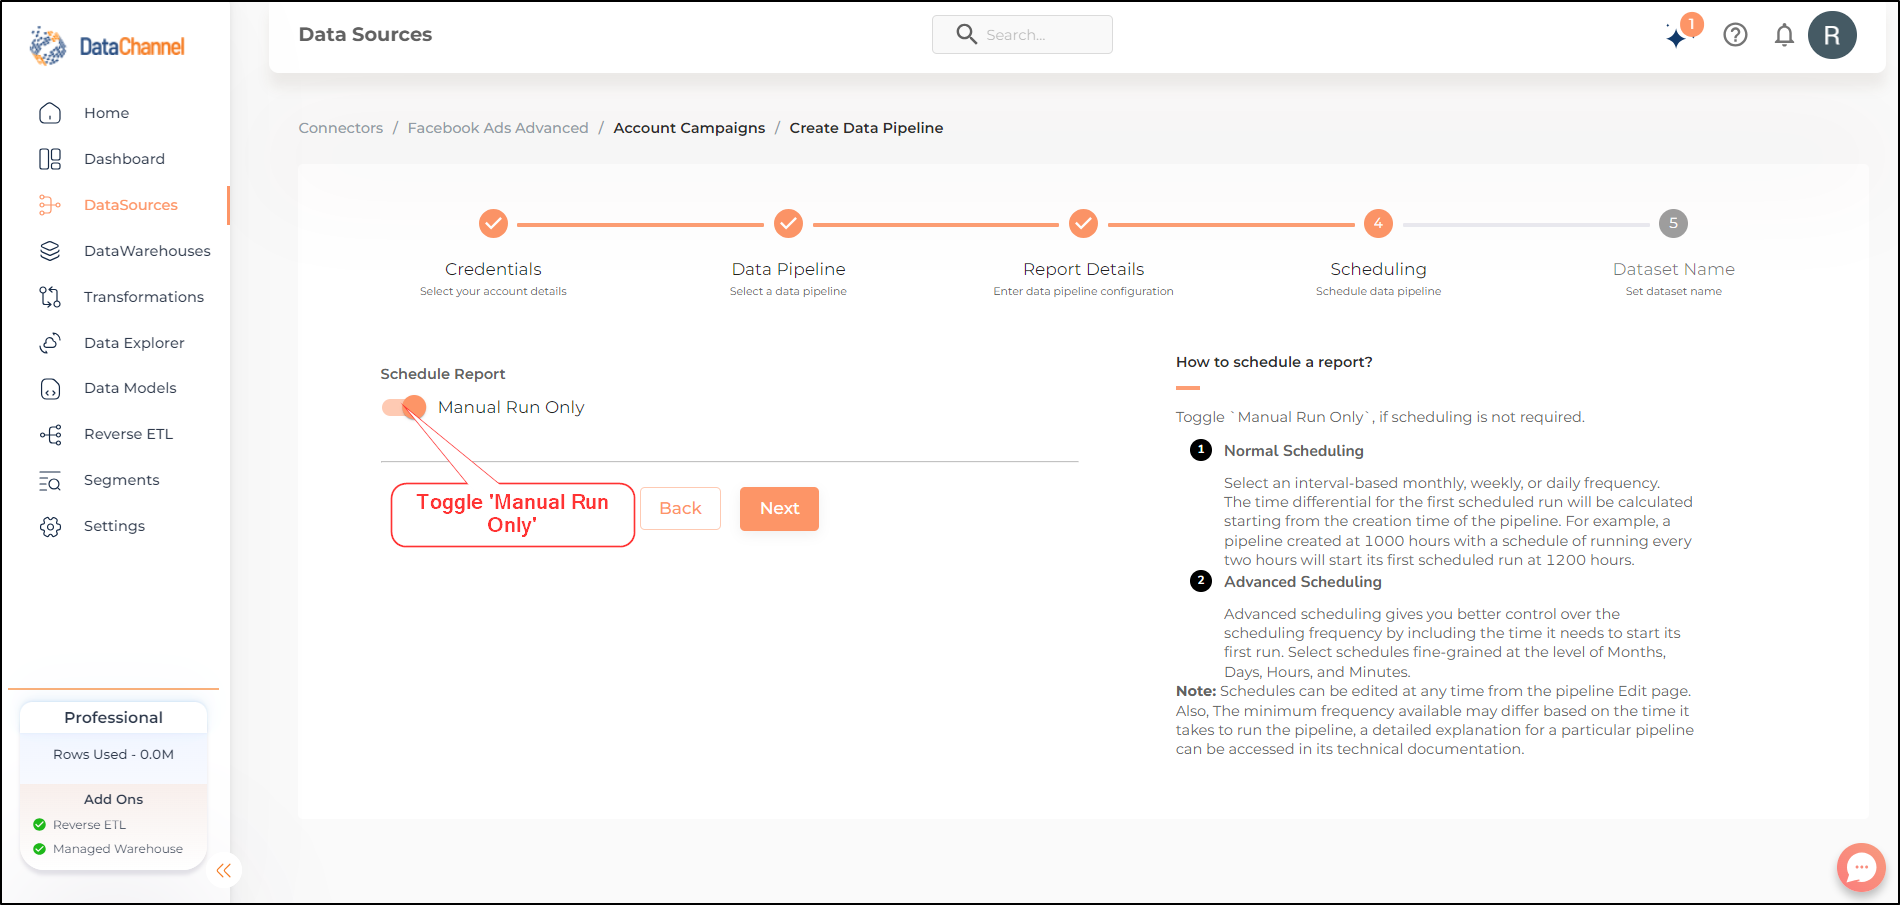 DataChannel
Home
Dashboard
DataSources
DataWarehouses
Transformations
Data Explorer
Data Models
Reverse ETL
Segments
Settings
Professional
Rows Used - 0.0M
Add Ons
Reverse ETL
Managed Warehouse
Data Sources
Search...
1
R
Connectors / Facebook Ads Advanced / Account Campaigns / Create Data Pipeline
4
5
Credentials
Select your account details
Data Pipeline
Select a data pipeline
Report Details
Enter data pipeline configuration
Scheduling
Schedule data pipeline
Dataset Name
Set dataset name
Schedule Report
Manual Run Only
Toggle 'Manual Run
Only'
Back
Next
How to schedule a report?
Toggle `Manual Run Only`, if scheduling is not required.
1 Normal Scheduling
Select an interval-based monthly, weekly, or daily frequency.
The time differential for the first scheduled run will be calculated
starting from the creation time of the pipeline. For example, a
pipeline created at 1000 hours with a schedule of running every
two hours will start its first scheduled run at 1200 hours.
2 Advanced Scheduling
Advanced scheduling gives you better control over the
scheduling frequency by including the time it needs to start its
first run. Select schedules fine-grained at the level of Months,
Days, Hours, and Minutes.
Note: Schedules can be edited at any time from the pipeline Edit page.
Also, The minimum frequency available may differ based on the time it
takes to run the pipeline, a detailed explanation for a particular pipeline
can be accessed in its technical documentation.